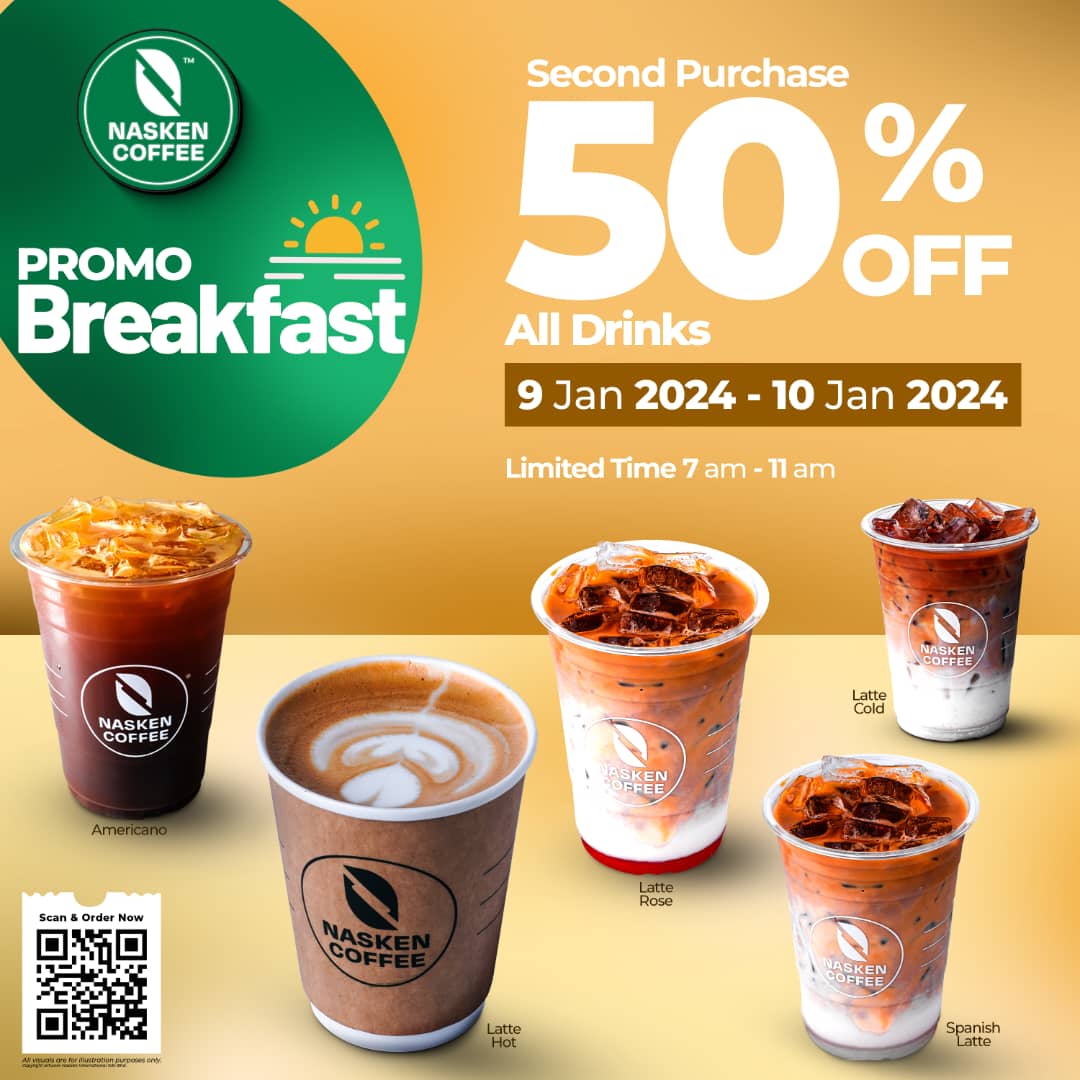 NASKEN
COFFEE
TM
PROMO
Breakfast
Second Purchase
50%
OFF
All Drinks
9 Jan 2024 - 10 Jan 2024
Limited Time 7 am - 11 am
NASKEN
COFFEE
Americano
NASKEN
COFFEE
Latte
Hot
NASKEN
COFFEE
Latte
Rose
NASKEN
COFFEE
Latte
Cold
NASKEN
COFFEE
Spanish
Latte
Scan & Order Now
All visuals are for illustration purposes only.